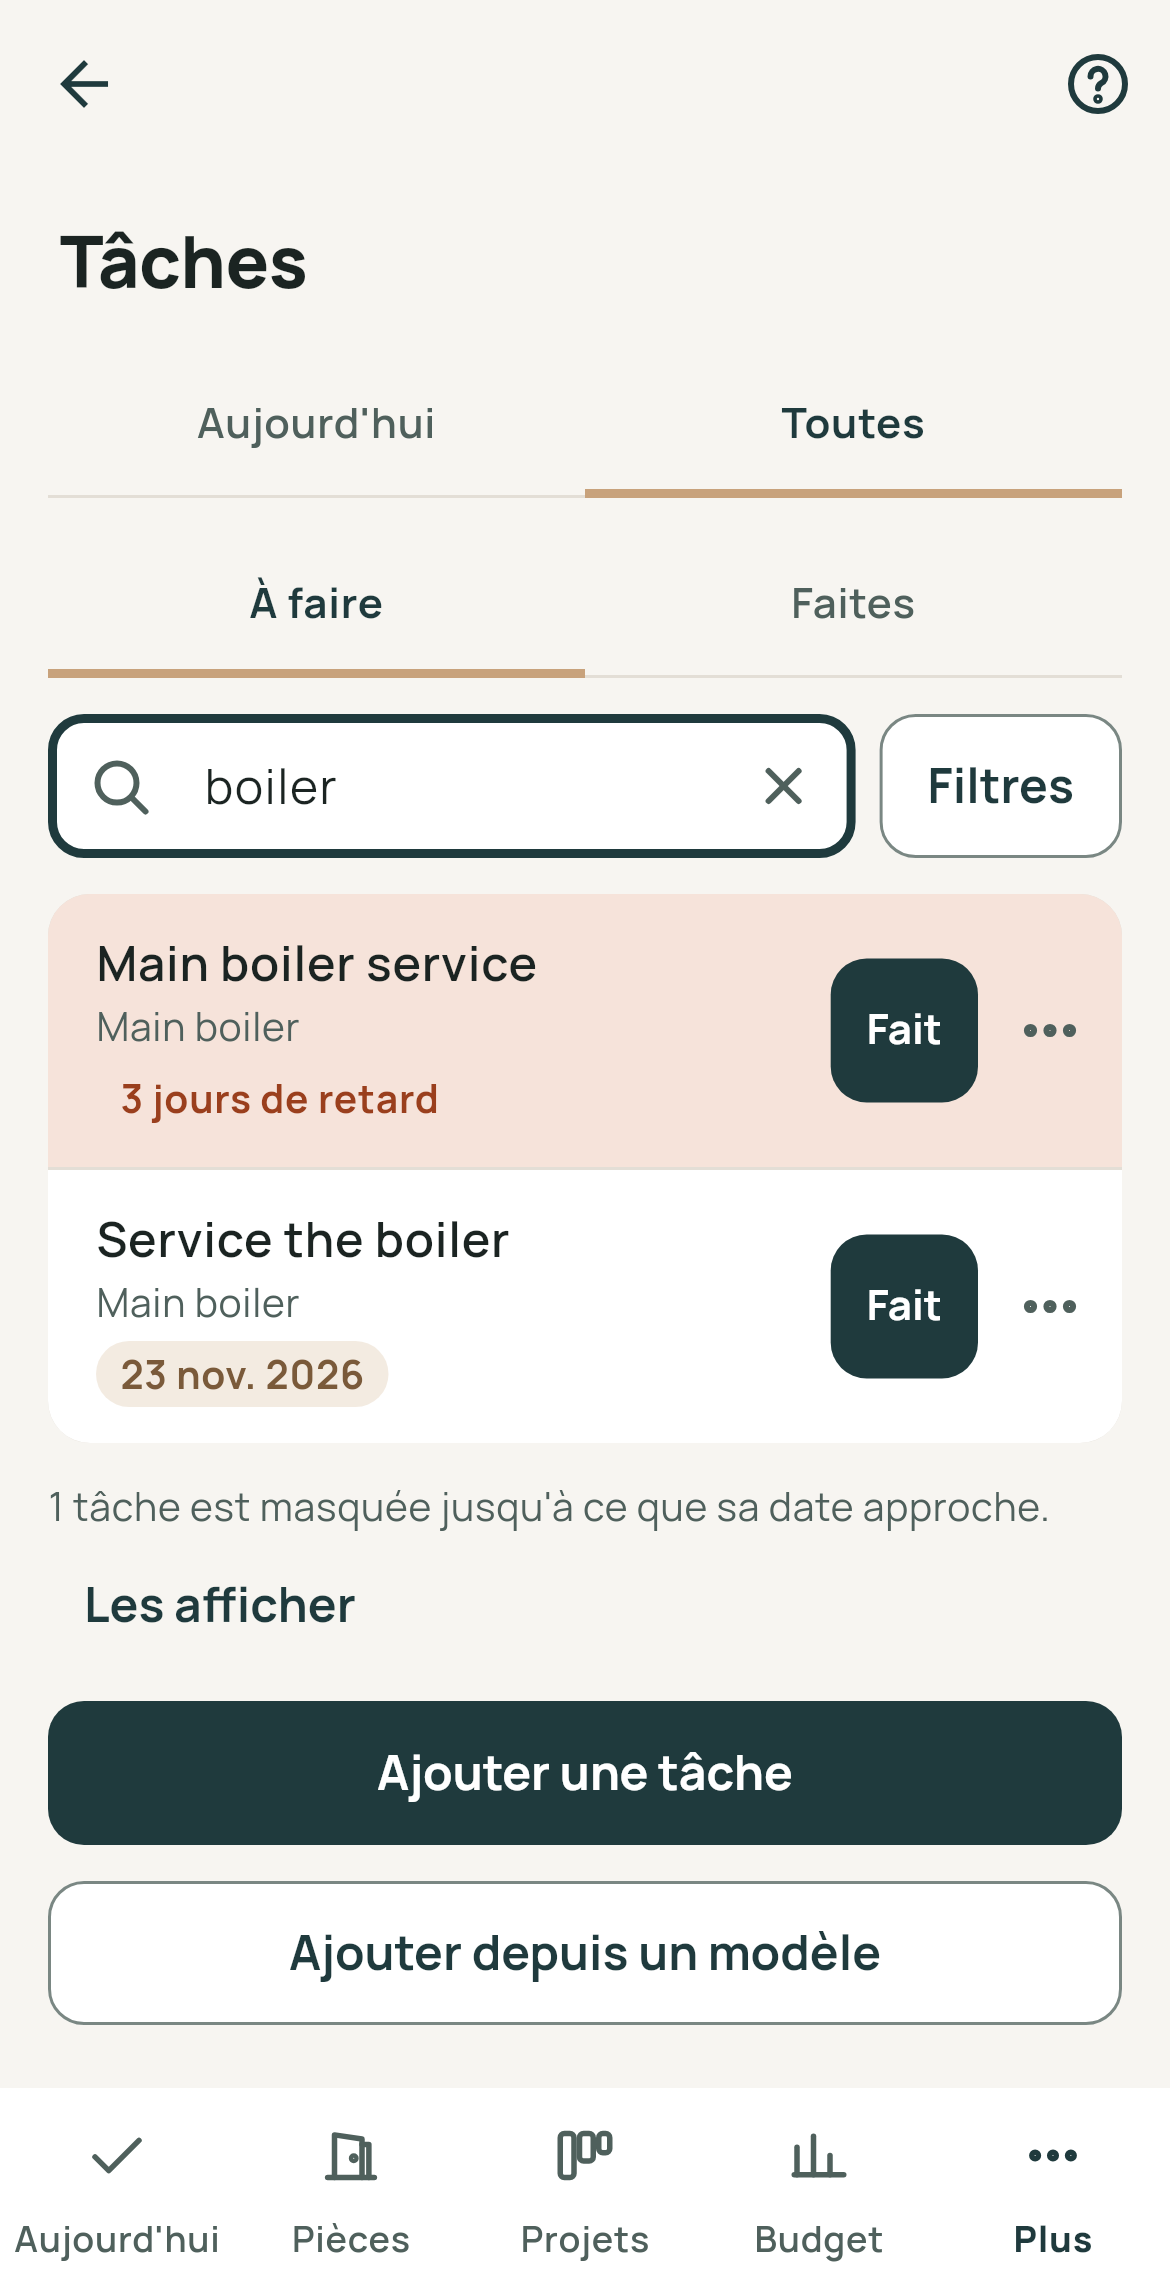 Tâches
Aujourd'hui
Toutes
À faire
Faites
boiler
Filtres
Main boiler service
Main boiler
3 jours de retard
Fait
Service the boiler
Main boiler
23 nov. 2026
Fait
1 tâche est masquée jusqu'à ce que sa date approche.
Les afficher
Ajouter une tâche
Ajouter depuis un modèle
Aujourd'hui
Pièces
Projets
Budget
Plus